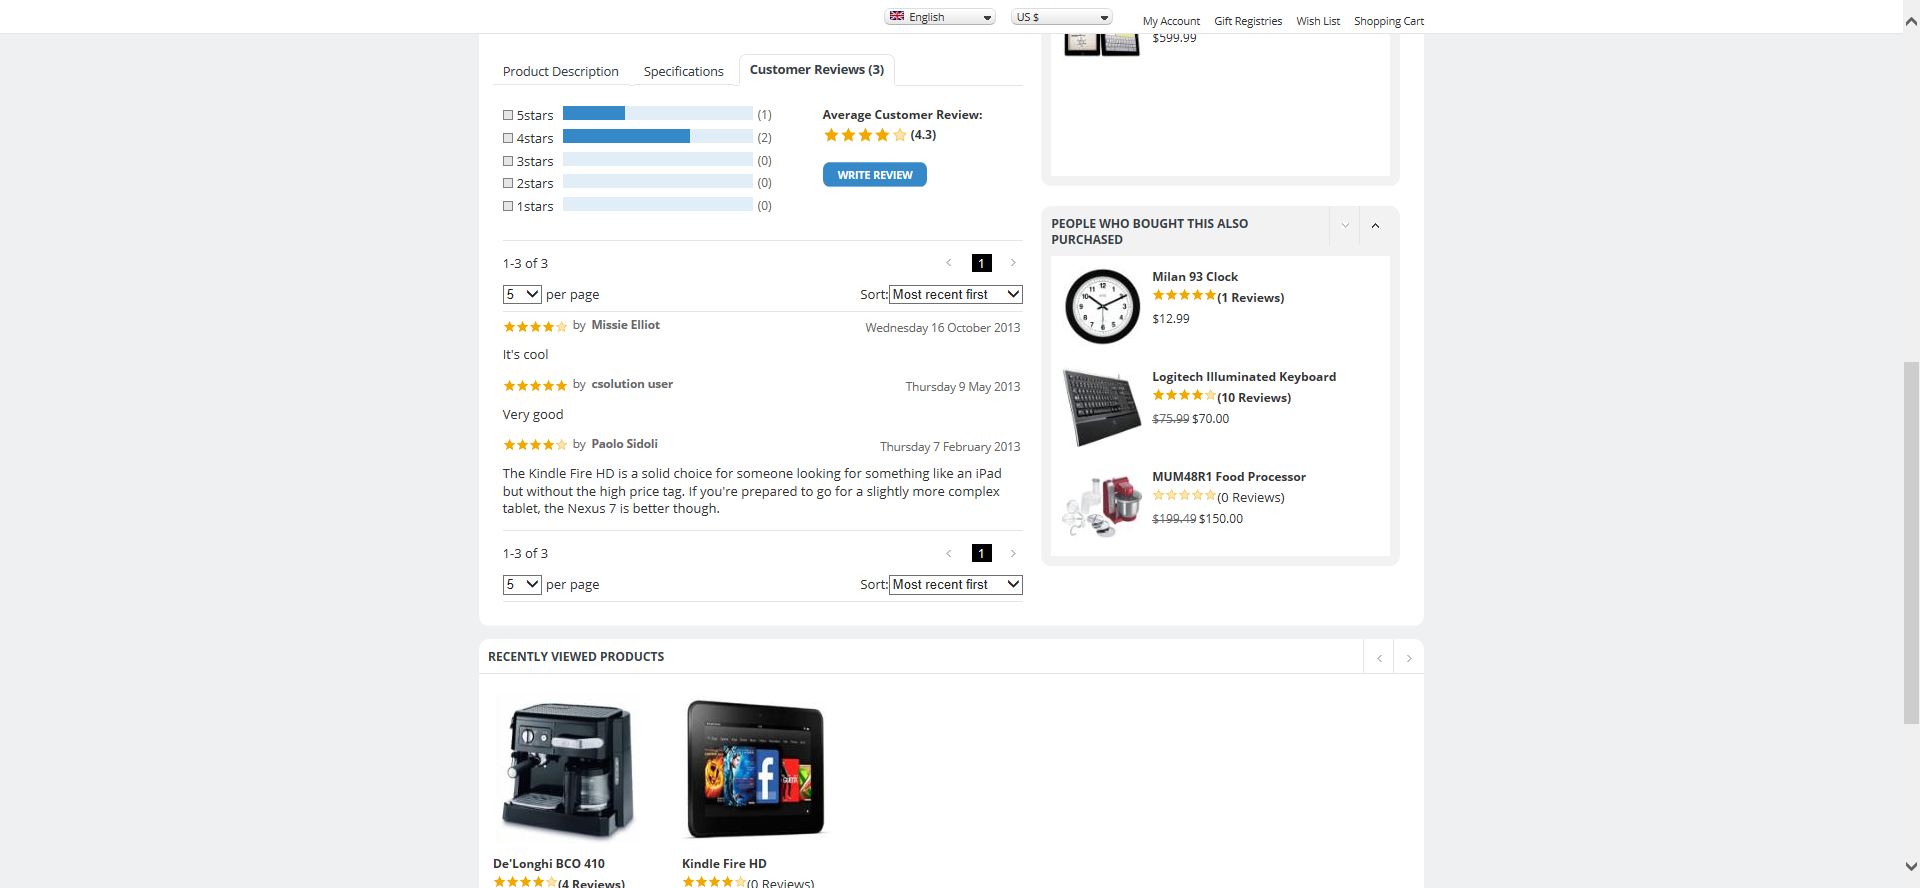 English
US $
My Account
Gift Registries
Wish List
Shopping Cart
$599.99
Product Description
Specifications
Customer Reviews (3)
5stars (1)
4stars (2)
3stars (0)
2stars (0)
1stars (0)
Average Customer Review:
(4.3)
WRITE REVIEW
1-3 of 3
1
5 per page
Sort: Most recent first
by Missie Elliot
Wednesday 16 October 2013
It's cool
by csolution user
Thursday 9 May 2013
Very good
by Paolo Sidoli
Thursday 7 February 2013
The Kindle Fire HD is a solid choice for someone looking for something like an iPad
but without the high price tag. If you're prepared to go for a slightly more complex
tablet, the Nexus 7 is better though.
1-3 of 3
1
5 per page
Sort: Most recent first
PEOPLE WHO BOUGHT THIS ALSO
PURCHASED
Milan 93 Clock
(1 Reviews)
$12.99
Logitech Illuminated Keyboard
(10 Reviews)
$75.99 $70.00
MUM48R1 Food Processor
(0 Reviews)
$199.49 $150.00
RECENTLY VIEWED PRODUCTS
De'Longhi BCO 410
(4 Reviews)
Kindle Fire HD
(0 Reviews)